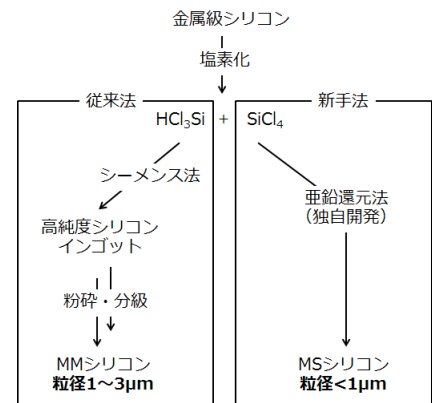 金属級シリコン
塩素化
従来法
新手法
HCl₃Si + SiCl₄
シーメンス法
亜鉛還元法
（独自開発）
高純度シリコン
インゴット
粉砕・分級
MMシリコン
粒径1～3μm
MSシリコン
粒径<1μm